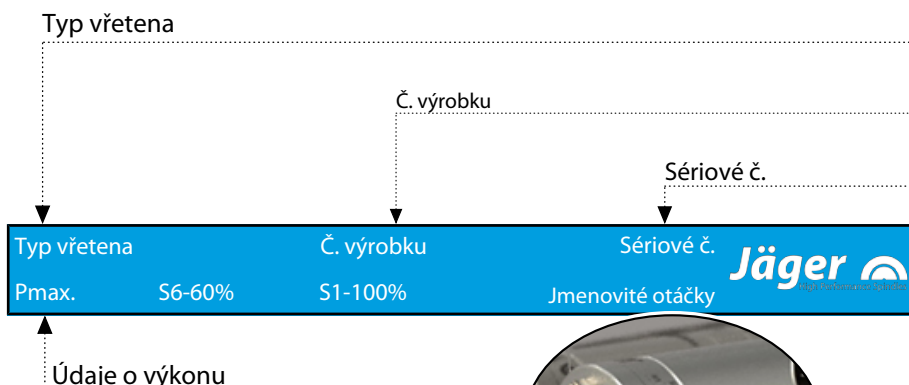 Typ vřetena
Č. výrobku
Sériové č.
Typ vřetena Č. výrobku Sériové č.
Jäger
Pmax. S6-60% S1-100% Jmenovité otáčky
Údaje o výkonu